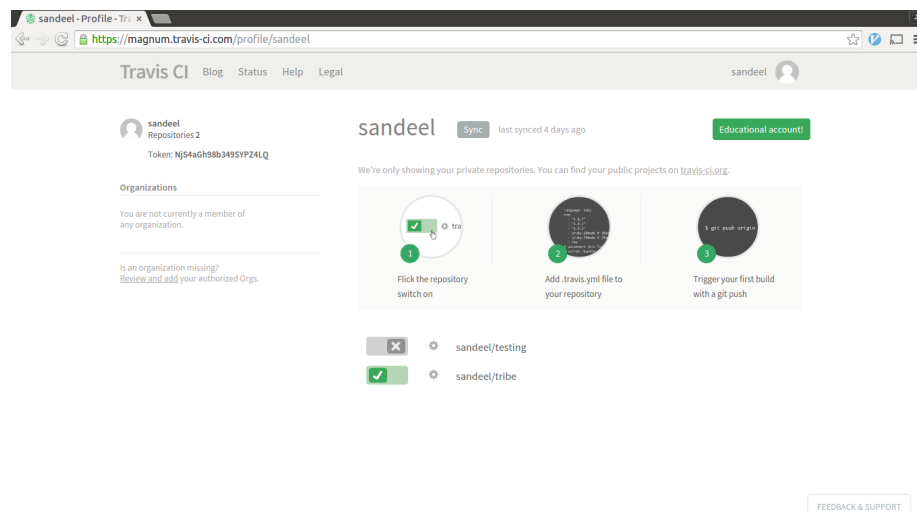 sandeel - Profile - Tr
https://magnum.travis-ci.com/profile/sandeel
Travis CI Blog Status Help Legal sandeel
sandeel
Repositories 2
Token: NjS4aGh98b349SYPZ4LQ
Organizations
You are not currently a member of
any organization.
Is an organization missing?
Review and add your authorized Orgs.
sandeel Sync last synced 4 days ago Educational account!
We're only showing your private repositories. You can find your public projects on travis-ci.org.
tra
language: ruby
$ git push origin
1 2 3
Flick the repository
switch on
Add .travis.yml file to
your repository
Trigger your first build
with a git push
sandeel/testing
sandeel/tribe
FEEDBACK & SUPPORT